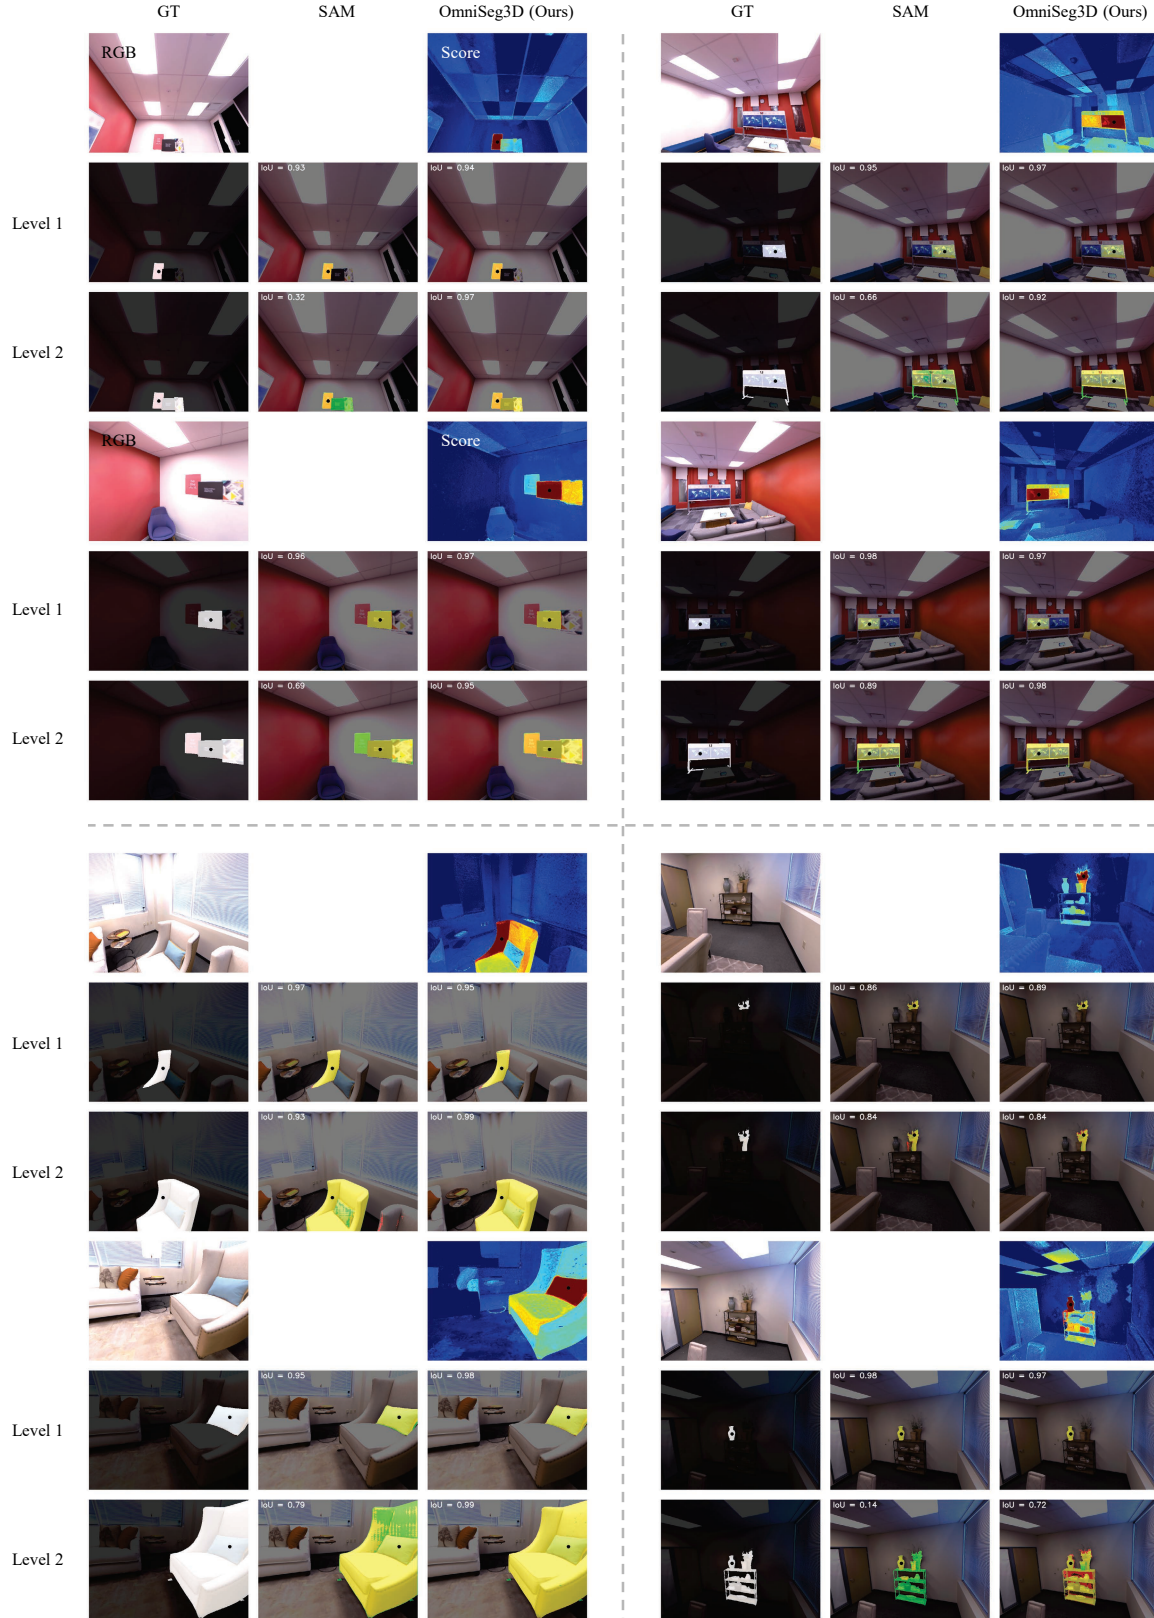 GT SAM OmniSeg3D (Ours) GT SAM OmniSeg3D (Ours)
RGB Score
Level 1 IoU = 0.93 IoU = 0.94 IoU = 0.95 IoU = 0.97
Level 2 IoU = 0.32 IoU = 0.97 IoU = 0.66 IoU = 0.92
RGB Score
Level 1 IoU = 0.96 IoU = 0.97 IoU = 0.98 IoU = 0.97
Level 2 IoU = 0.69 IoU = 0.95 IoU = 0.89 IoU = 0.98
Level 1 IoU = 0.97 IoU = 0.95 IoU = 0.86 IoU = 0.89
Level 2 IoU = 0.93 IoU = 0.99 IoU = 0.84 IoU = 0.84
Level 1 IoU = 0.95 IoU = 0.98 IoU = 0.98 IoU = 0.97
Level 2 IoU = 0.79 IoU = 0.99 IoU = 0.14 IoU = 0.72